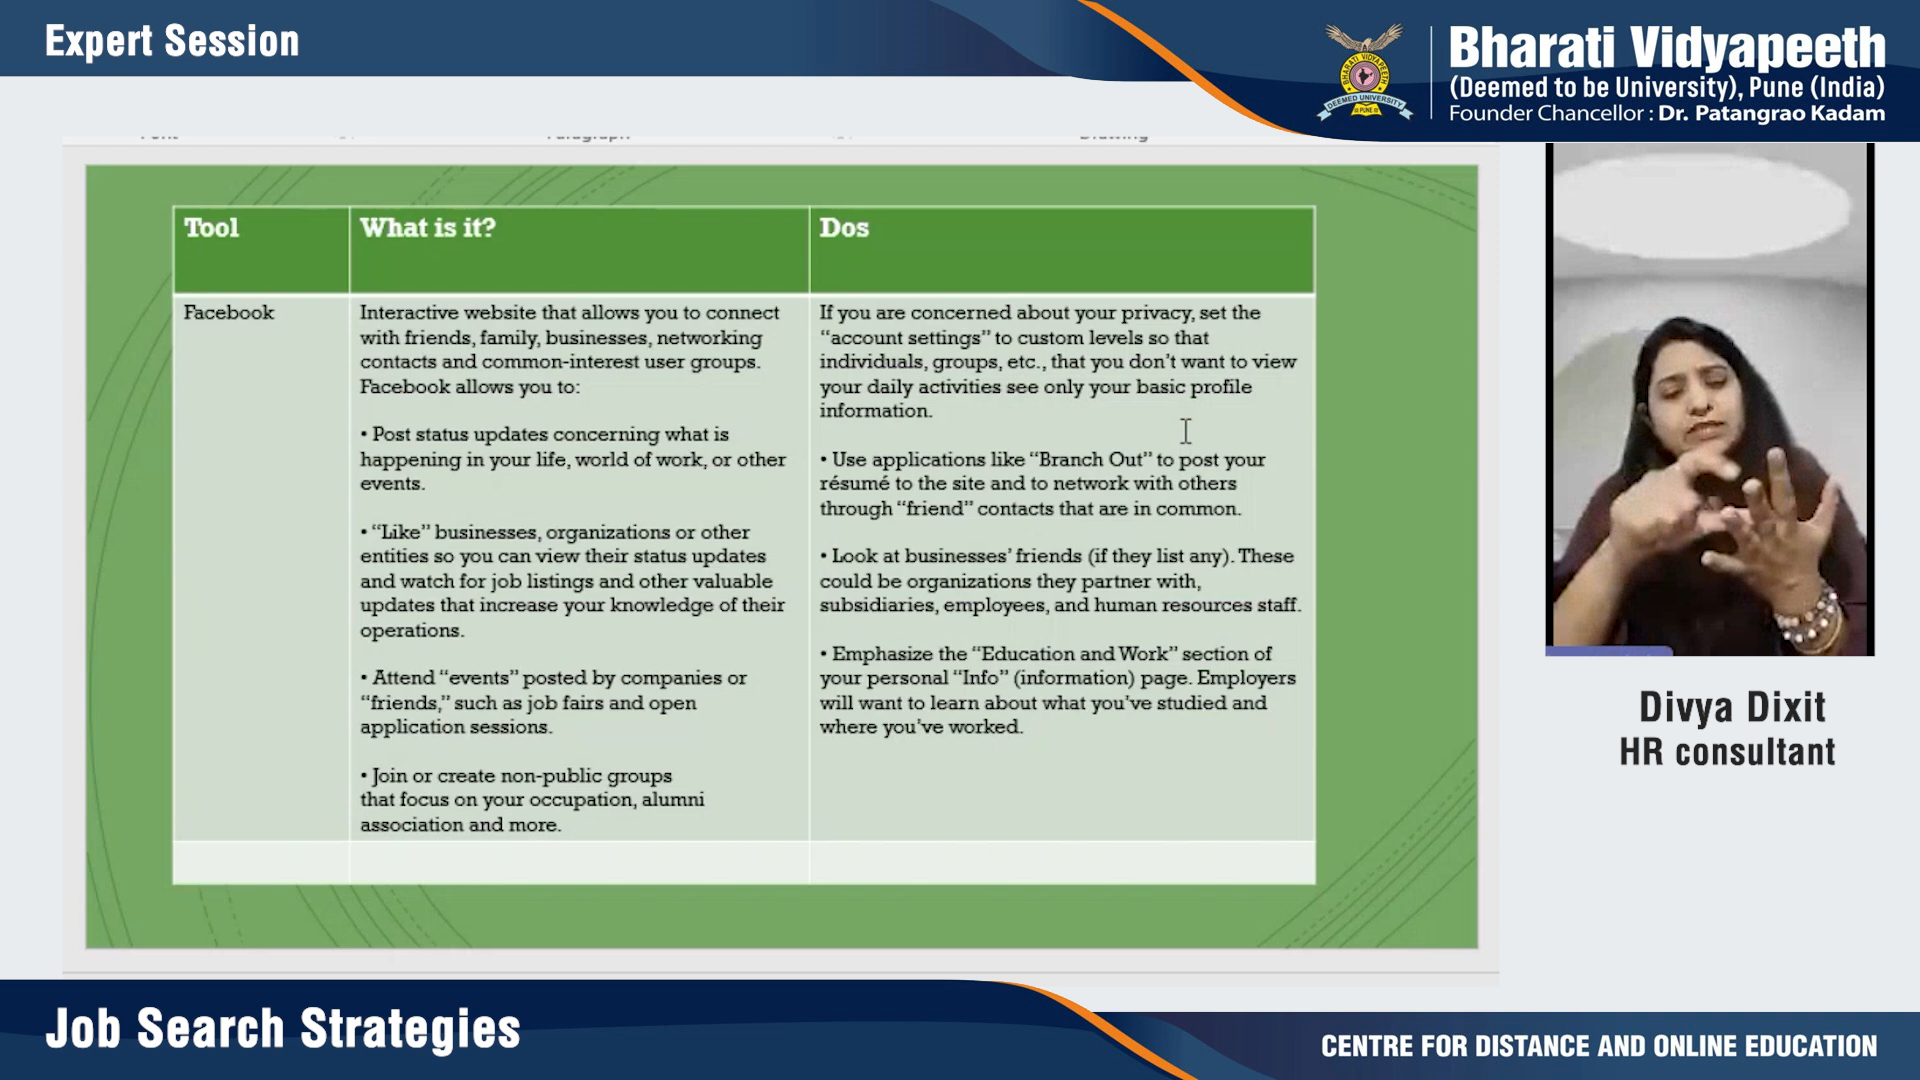 Expert Session
Bharati Vidyapeeth
(Deemed to be University), Pune (India)
Founder Chancellor : Dr. Patangrao Kadam
BHARATI VIDYAPEETH
DEEMED UNIVERSITY
PUNE
Paragraph
Drawing
Tool
What is it?
Dos
Facebook
Interactive website that allows you to connect
with friends, family, businesses, networking
contacts and common-interest user groups.
Facebook allows you to:
• Post status updates concerning what is
happening in your life, world of work, or other
events.
• “Like” businesses, organizations or other
entities so you can view their status updates
and watch for job listings and other valuable
updates that increase your knowledge of their
operations.
• Attend “events” posted by companies or
“friends,” such as job fairs and open
application sessions.
• Join or create non-public groups
that focus on your occupation, alumni
association and more.
If you are concerned about your privacy, set the
“account settings” to custom levels so that
individuals, groups, etc., that you don’t want to view
your daily activities see only your basic profile
information.
• Use applications like “Branch Out” to post your
résumé to the site and to network with others
through “friend” contacts that are in common.
• Look at businesses’ friends (if they list any). These
could be organizations they partner with,
subsidiaries, employees, and human resources staff.
• Emphasize the “Education and Work” section of
your personal “Info” (information) page. Employers
will want to learn about what you’ve studied and
where you’ve worked.
Divya Dixit
HR consultant
Job Search Strategies
CENTRE FOR DISTANCE AND ONLINE EDUCATION